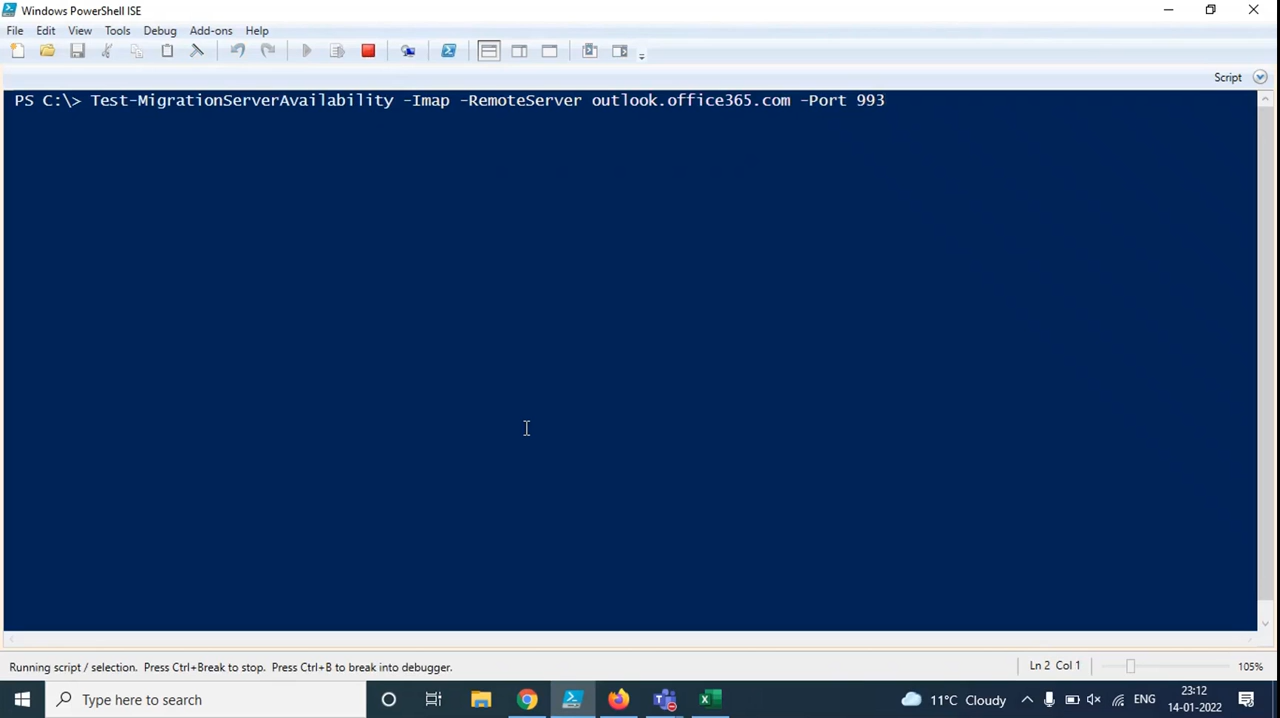 Windows PowerShell ISE
File Edit View Tools Debug Add-ons Help
Script
PS C:\> Test-MigrationServerAvailability -Imap -RemoteServer outlook.office365.com -Port 993
Running script / selection. Press Ctrl+Break to stop. Press Ctrl+B to break into debugger.
Ln 2 Col 1
105%
Type here to search
11°C Cloudy
ENG
23:12
14-01-2022